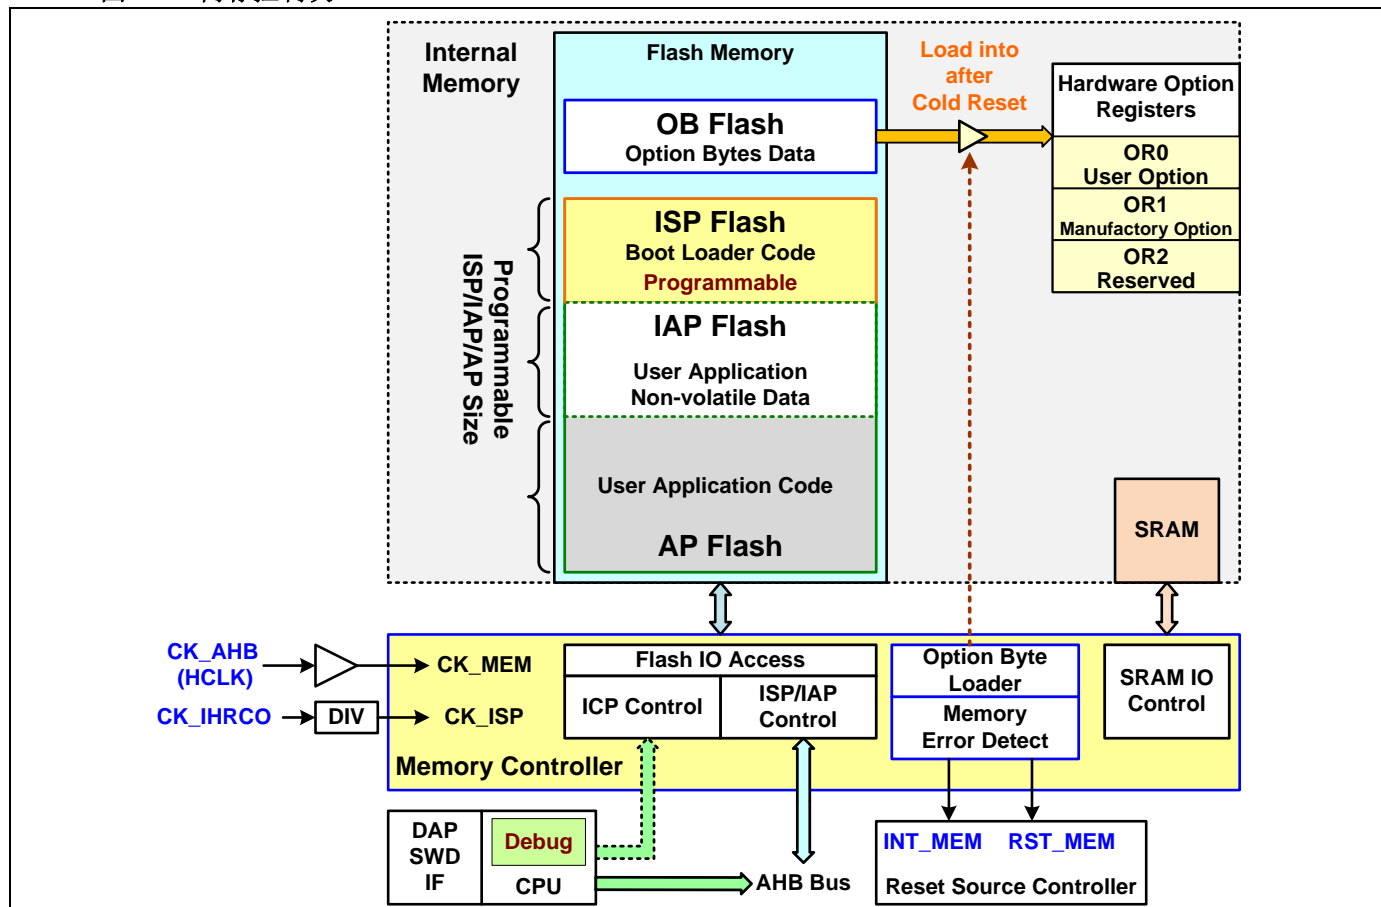 Internal
Memory
Flash Memory
OB Flash
Option Bytes Data
Load into
after
Cold Reset
Hardware Option
Registers
OR0
User Option
OR1
Manufactory Option
OR2
Reserved
Programmable
ISP/IAP/AP Size
ISP Flash
Boot Loader Code
Programmable
IAP Flash
User Application
Non-volatile Data
User Application Code
AP Flash
SRAM
CK_AHB
(HCLK)
CK_MEM
CK_IHRCO
DIV
CK_ISP
Flash IO Access
ICP Control
ISP/IAP
Control
Option Byte
Loader
Memory
Error Detect
SRAM IO
Control
Memory Controller
DAP
SWD
IF
Debug
CPU
AHB Bus
INT_MEM
RST_MEM
Reset Source Controller